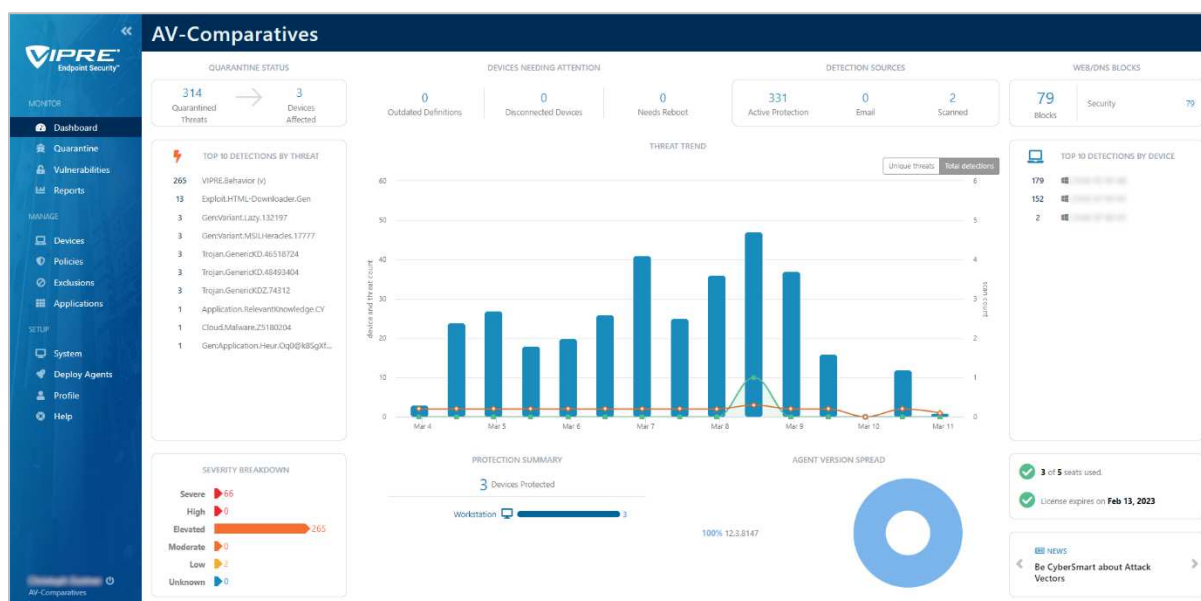 AV-Comparatives
VIPRE
Endpoint Security
MONITOR
Dashboard
Quarantine
Vulnerabilities
Reports
MANAGE
Devices
Policies
Exclusions
Applications
SETUP
System
Deploy Agents
Profile
Help
AV-Comparatives
QUARANTINE STATUS
314 3
Quarantined Threats
Devices Affected
DEVICES NEEDING ATTENTION
0 0 0
Outdated Definitions Disconnected Devices Needs Reboot
DETECTION SOURCES
331 0 2
Active Protection Email Scanned
WEB/DNS BLOCKS
79 Security 79
Blocks
TOP 10 DETECTIONS BY THREAT
265 VIPRE.Behavior (v)
13 Exploit.HTML-Downloader.Gen
3 Gen:Variant.Lazy.132197
3 Gen:Variant.MSILHeracles.17777
3 Trojan.GenericKD.46518724
3 Trojan.GenericKD.48493404
3 Trojan.GenericKDZ.74312
1 Application.RelevantKnowledge.CY
1 Cloud.Malware.Z5180204
THREAT TREND
Unique threats Total detections
device and threat count
60
50
40
30
20
10
0
scan count
6
5
4
3
2
1
0
Mar 4 Mar 5 Mar 6 Mar 7 Mar 8 Mar 9 Mar 10 Mar 11
TOP 10 DETECTIONS BY DEVICE
179
152
2
SEVERITY BREAKDOWN
Severe 66
High 0
Elevated 265
Moderate 0
Low 2
Unknown 0
PROTECTION SUMMARY
3 Devices Protected
Workstation 3
AGENT VERSION SPREAD
100% 12.3.8147
3 of 5 seats used.
License expires on Feb 13, 2023
NEWS
Be CyberSmart about Attack
Vectors